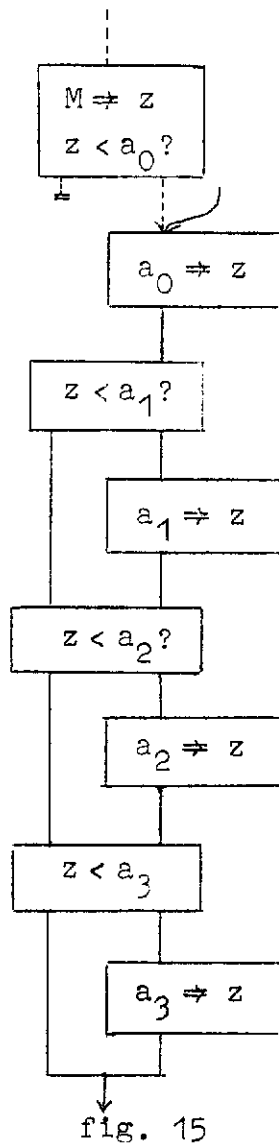 M ⇒ z
z < a₀?
a₀ ⇒ z
z < a₁?
a₁ ⇒ z
z < a₂?
a₂ ⇒ z
z < a₃
a₃ ⇒ z
fig. 15